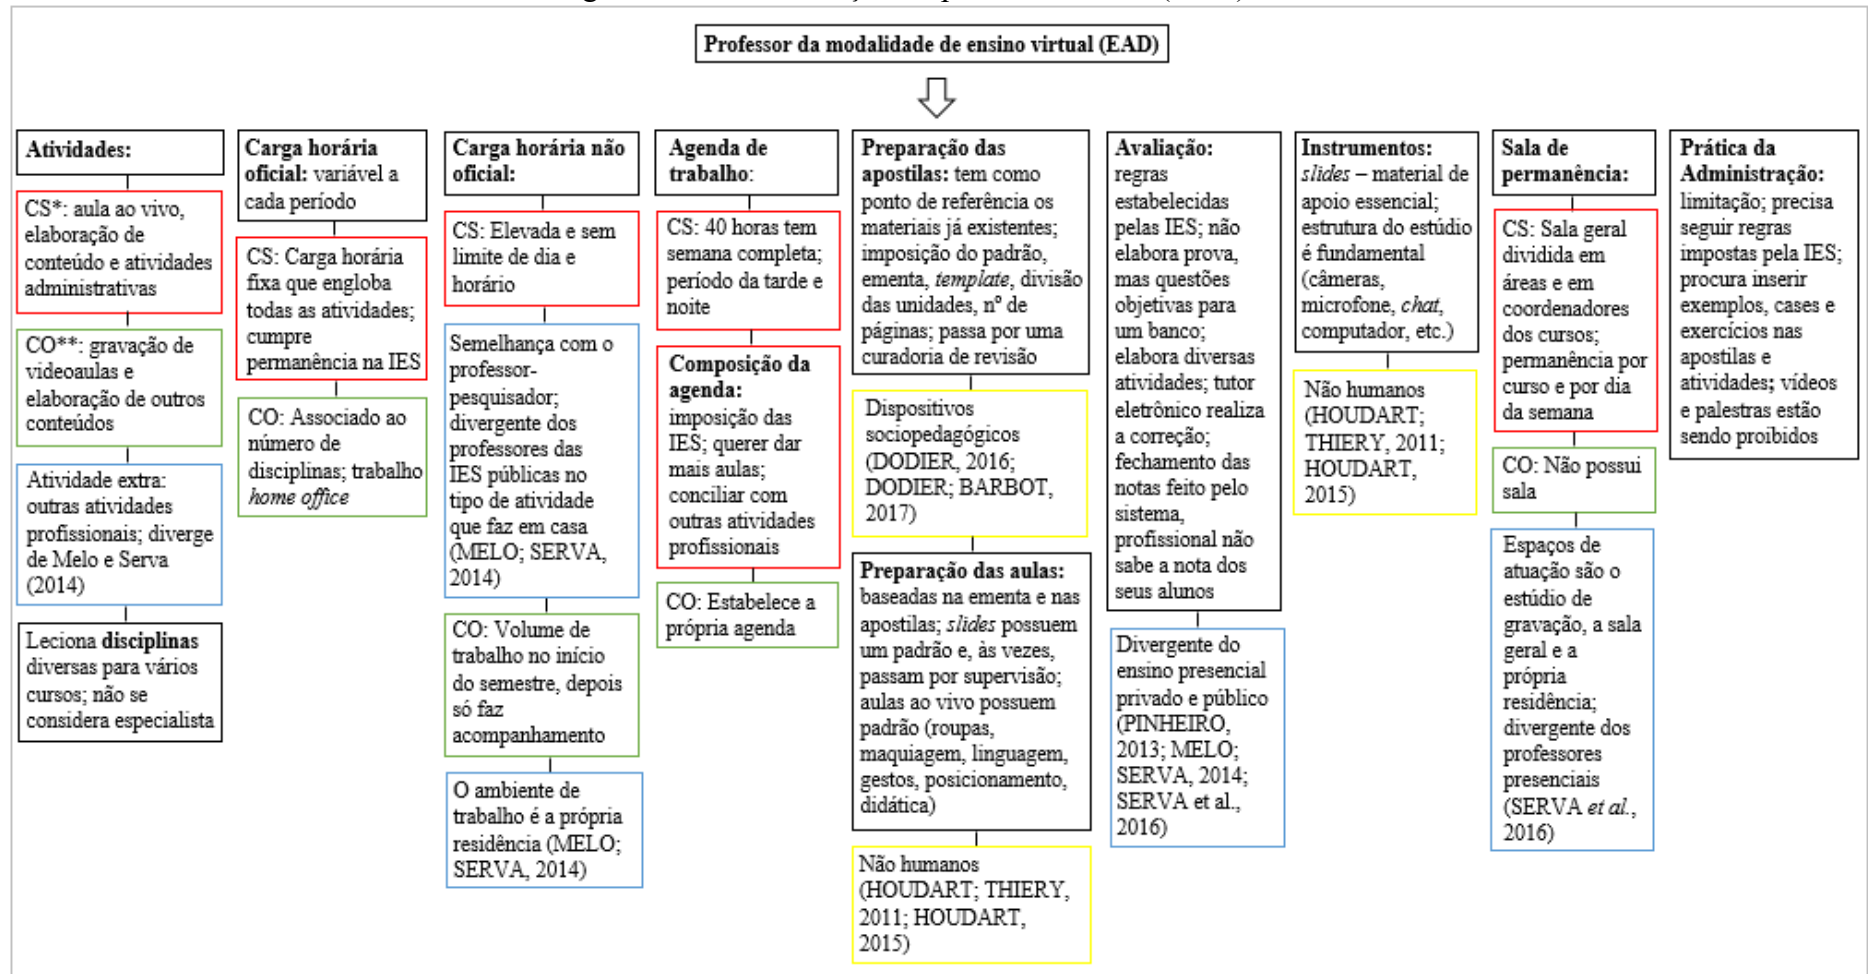 Professor da modalidade de ensino virtual (EAD)
Atividades:
CS*: aula ao vivo,
elaboração de
conteúdo e atividades
administrativas
CO**: gravação de
videoaulas e
elaboração de outros
conteúdos
Atividade extra:
outras atividades
profissionais; diverge
de Melo e Serva
(2014)
Leciona disciplinas
diversas para vários
cursos; não se
considera especialista
Carga horária
oficial: variável a
cada período
CS: Carga horária
fixa que engloba
todas as atividades;
cumpre
permanência na IES
CO: Associado ao
número de
disciplinas; trabalho
home office
Carga horária não
oficial:
CS: Elevada e sem
limite de dia e
horário
Semelhança com o
professor-
pesquisador;
divergente dos
professores das
IES públicas no
tipo de atividade
que faz em casa
(MELO; SERVA,
2014)
CO: Volume de
trabalho no início
do semestre, depois
só faz
acompanhamento
O ambiente de
trabalho é a própria
residência (MELO;
SERVA, 2014)
Agenda de
trabalho:
CS: 40 horas tem
semana completa;
período da tarde e
noite
Composição da
agenda:
imposição das
IES; querer dar
mais aulas;
conciliar com
outras atividades
profissionais
CO: Estabelece a
própria agenda
Preparação das
apostilas: tem como
ponto de referência os
materiais já existentes;
imposição do padrão,
ementa, template, divisão
das unidades, nº de
páginas; passa por uma
curadoria de revisão
Dispositivos
sociopedagógicos
(DODIER, 2016;
DODIER; BARBOT,
2017)
Preparação das aulas:
baseadas na ementa e nas
apostilas; slides possuem
um padrão e, às vezes,
passam por supervisão;
aulas ao vivo possuem
padrão (roupas,
maquiagem, linguagem,
gestos, posicionamento,
didática)
Não humanos
(HOUDART; THIERY,
2011; HOUDART,
2015)
Avaliação:
regras
estabelecidas
pelas IES; não
elabora prova,
mas questões
objetivas para
um banco;
elabora diversas
atividades; tutor
eletrônico realiza
a correção;
fechamento das
notas feito pelo
sistema,
profissional não
sabe a nota dos
seus alunos
Divergente do
ensino presencial
privado e público
(PINHEIRO,
2013; MELO;
SERVA, 2014;
SERVA et al.,
2016)
Instrumentos:
slides – material de
apoio essencial;
estrutura do estúdio
é fundamental
(câmeras,
microfone, chat,
computador, etc.)
Não humanos
(HOUDART;
THIERY, 2011;
HOUDART,
2015)
Sala de
permanência:
CS: Sala geral
dividida em
áreas e em
coordenadores
dos cursos;
permanência por
curso e por dia
da semana
CO: Não possui
sala
Espaços de
atuação são o
estúdio de
gravação, a sala
geral e a
própria
residência;
divergente dos
professores
presenciais
(SERVA et al.,
2016)
Prática da
Administração:
limitação; precisa
seguir regras
impostas pela IES;
procura inserir
exemplos, cases e
exercícios nas
apostilas e
atividades; vídeos
e palestras estão
sendo proibidos